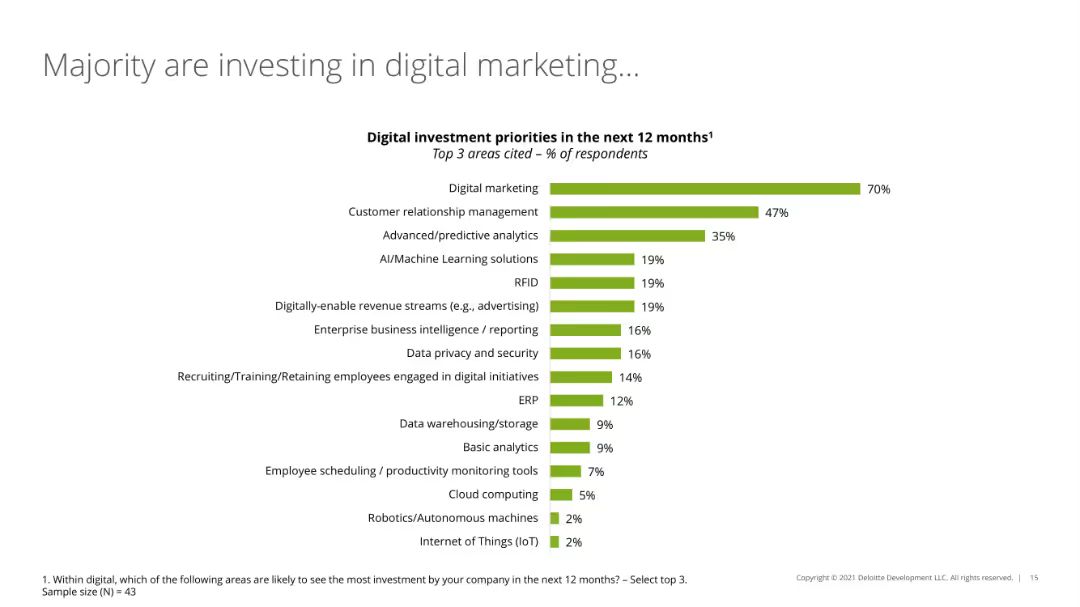 Majority are investing in digital marketing...
Digital investment priorities in the next 12 months¹
Top 3 areas cited – % of respondents
Digital marketing 70%
Customer relationship management 47%
Advanced/predictive analytics 35%
AI/Machine Learning solutions 19%
RFID 19%
Digitally-enable revenue streams (e.g., advertising) 19%
Enterprise business intelligence / reporting 16%
Data privacy and security 16%
Recruiting/Training/Retaining employees engaged in digital initiatives 14%
ERP 12%
Data warehousing/storage 9%
Basic analytics 9%
Employee scheduling / productivity monitoring tools 7%
Cloud computing 5%
Robotics/Autonomous machines 2%
Internet of Things (IoT) 2%
1. Within digital, which of the following areas are likely to see the most investment by your company in the next 12 months? – Select top 3.
Sample size (N) = 43
Copyright © 2021 Deloitte Development LLC. All rights reserved. | 15